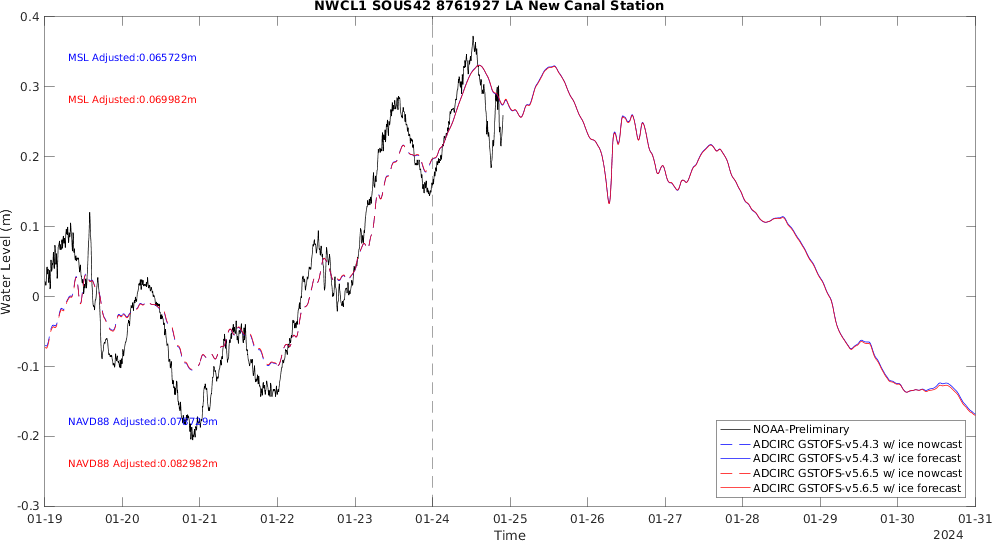 NWCL1 SOUS42 8761927 LA New Canal Station
0.4
0.3
0.2
0.1
0
-0.1
-0.2
-0.3
Water Level (m)
MSL Adjusted:0.065729m
MSL Adjusted:0.069982m
NAVD88 Adjusted:0.078729m
NAVD88 Adjusted:0.082982m
NOAA-Preliminary
ADCIRC GSTOFS-v5.4.3 w/ ice nowcast
ADCIRC GSTOFS-v5.4.3 w/ ice forecast
ADCIRC GSTOFS-v5.6.5 w/ ice nowcast
ADCIRC GSTOFS-v5.6.5 w/ ice forecast
01-19 01-20 01-21 01-22 01-23 01-24 01-25 01-26 01-27 01-28 01-29 01-30 01-31
Time
2024